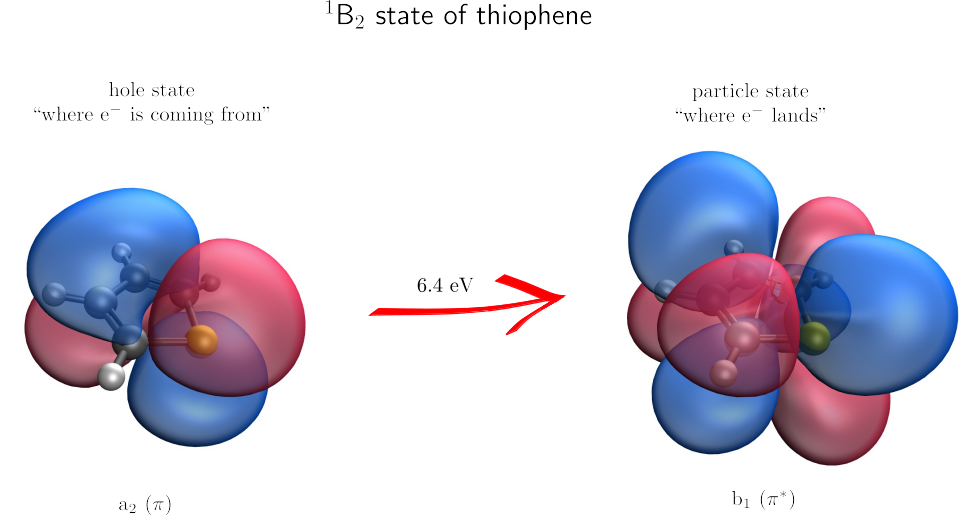 ¹B₂ state of thiophene
hole state
“where e⁻ is coming from”
particle state
“where e⁻ lands”
6.4 eV
a₂ (π)
b₁ (π*)